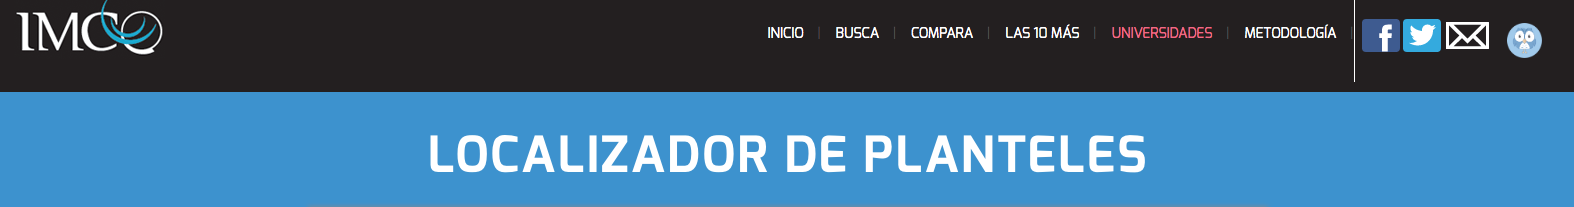 IMCO
INICIO | BUSCA | COMPARA | LAS 10 MÁS | UNIVERSIDADES | METODOLOGÍA |
LOCALIZADOR DE PLANTELES